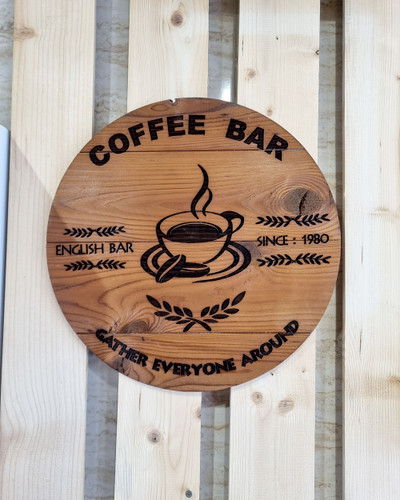 COFFEE BAR
ENGLISH BAR
SINCE : 1980
GATHER EVERYONE AROUND